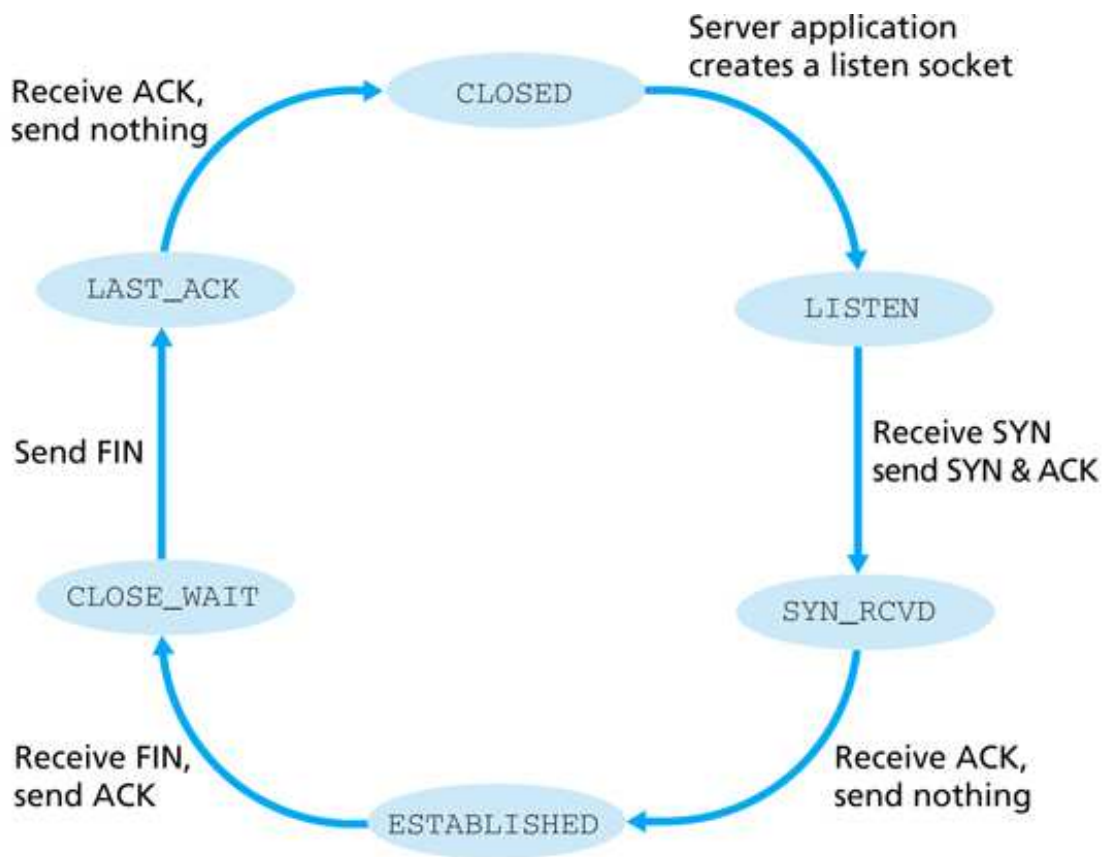 Server application
creates a listen socket
CLOSED
Receive ACK,
send nothing
LAST_ACK
LISTEN
Receive SYN
send SYN & ACK
Send FIN
CLOSE_WAIT
SYN_RCVD
Receive FIN,
send ACK
Receive ACK,
send nothing
ESTABLISHED